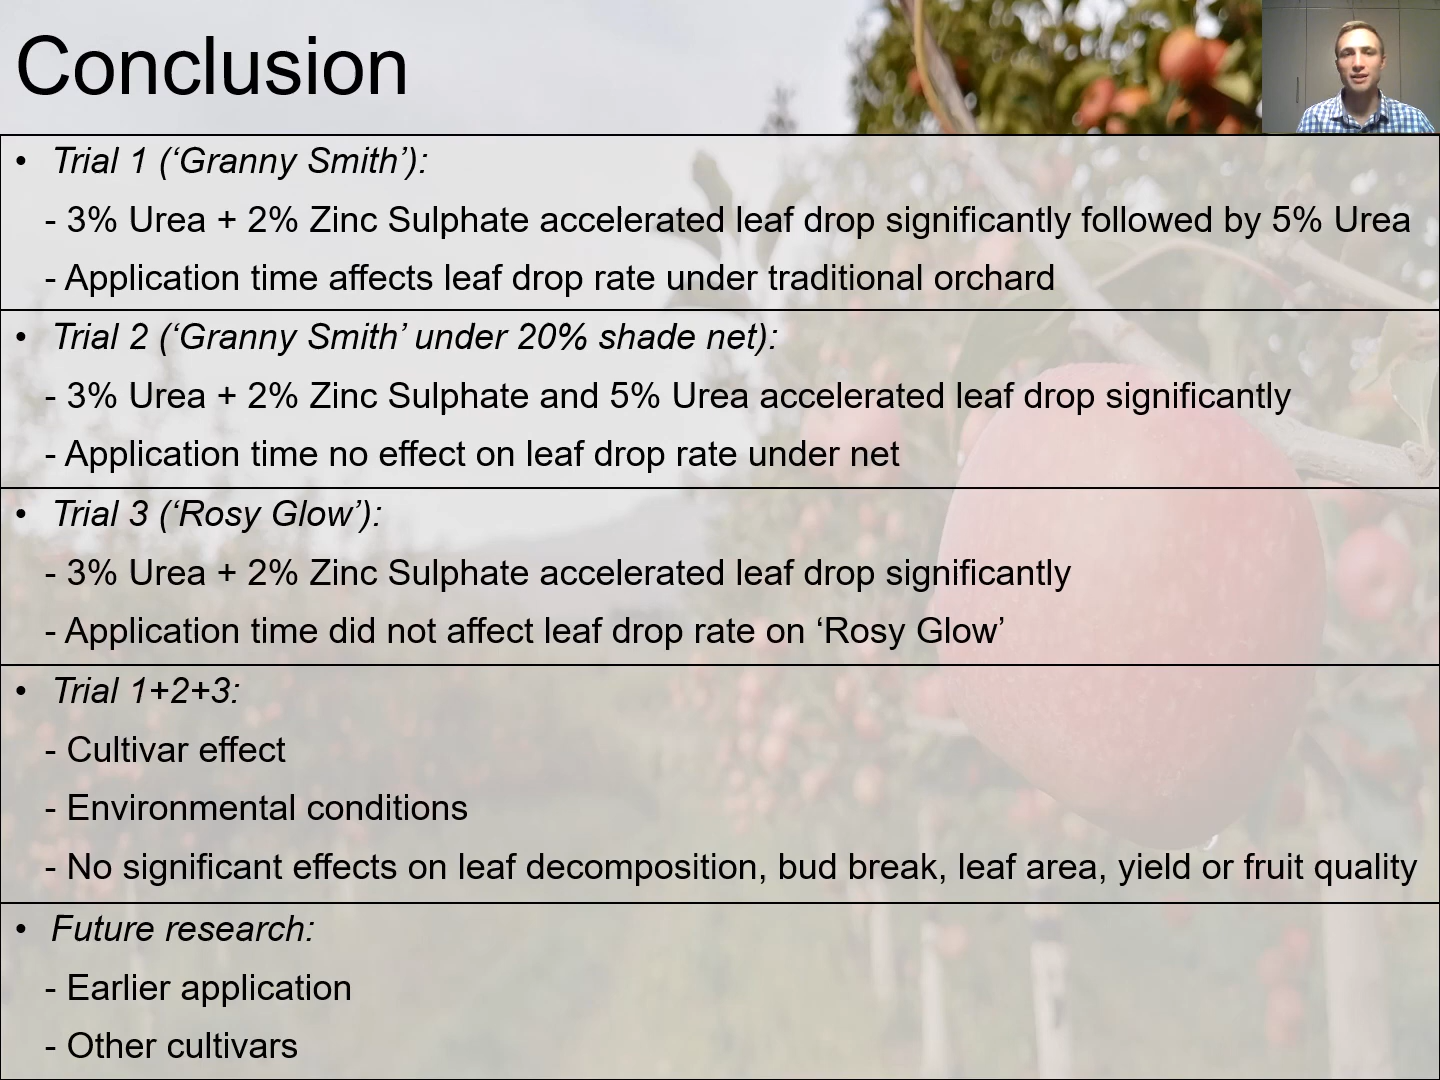 Conclusion
• Trial 1 (‘Granny Smith’):
- 3% Urea + 2% Zinc Sulphate accelerated leaf drop significantly followed by 5% Urea
- Application time affects leaf drop rate under traditional orchard
• Trial 2 (‘Granny Smith’ under 20% shade net):
- 3% Urea + 2% Zinc Sulphate and 5% Urea accelerated leaf drop significantly
- Application time no effect on leaf drop rate under net
• Trial 3 (‘Rosy Glow’):
- 3% Urea + 2% Zinc Sulphate accelerated leaf drop significantly
- Application time did not affect leaf drop rate on ‘Rosy Glow’
• Trial 1+2+3:
- Cultivar effect
- Environmental conditions
- No significant effects on leaf decomposition, bud break, leaf area, yield or fruit quality
• Future research:
- Earlier application
- Other cultivars